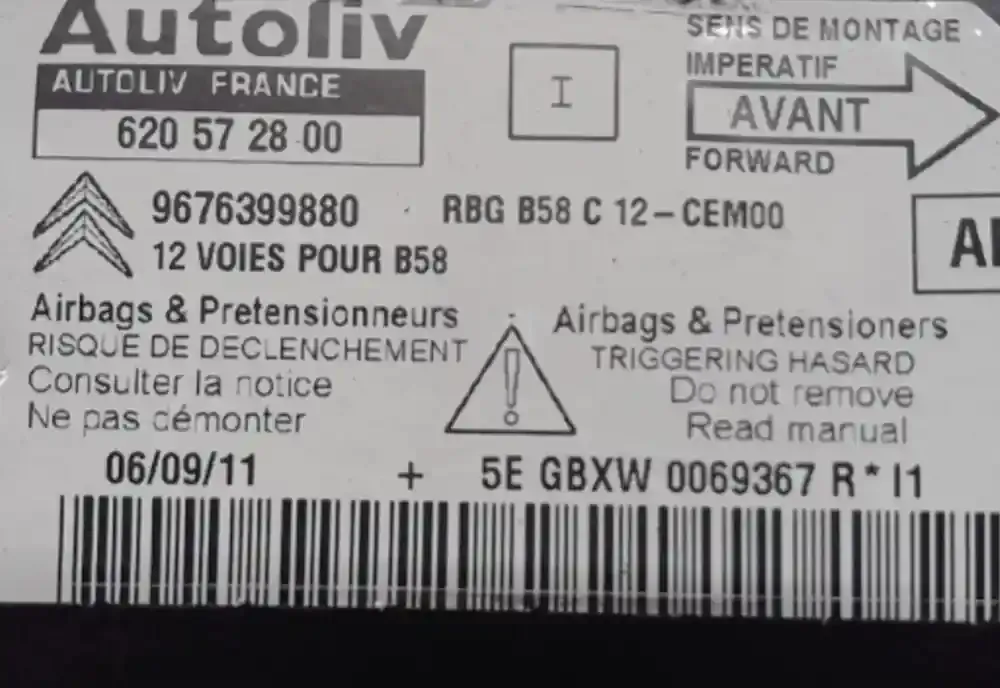 Autoliv
AUTOLIV FRANCE
620 57 28 00
I
SENS DE MONTAGE
IMPERATIF
AVANT
FORWARD
9676399880 RBG B58 C 12-CEM00
12 VOIES POUR B58
Airbags & Pretensionneurs
RISQUE DE DECLENCHEMENT
Consulter la notice
Ne pas démonter
Airbags & Pretensioners
TRIGGERING HASARD
Do not remove
Read manual
06/09/11 + 5E GBXW 0069367 R * I1